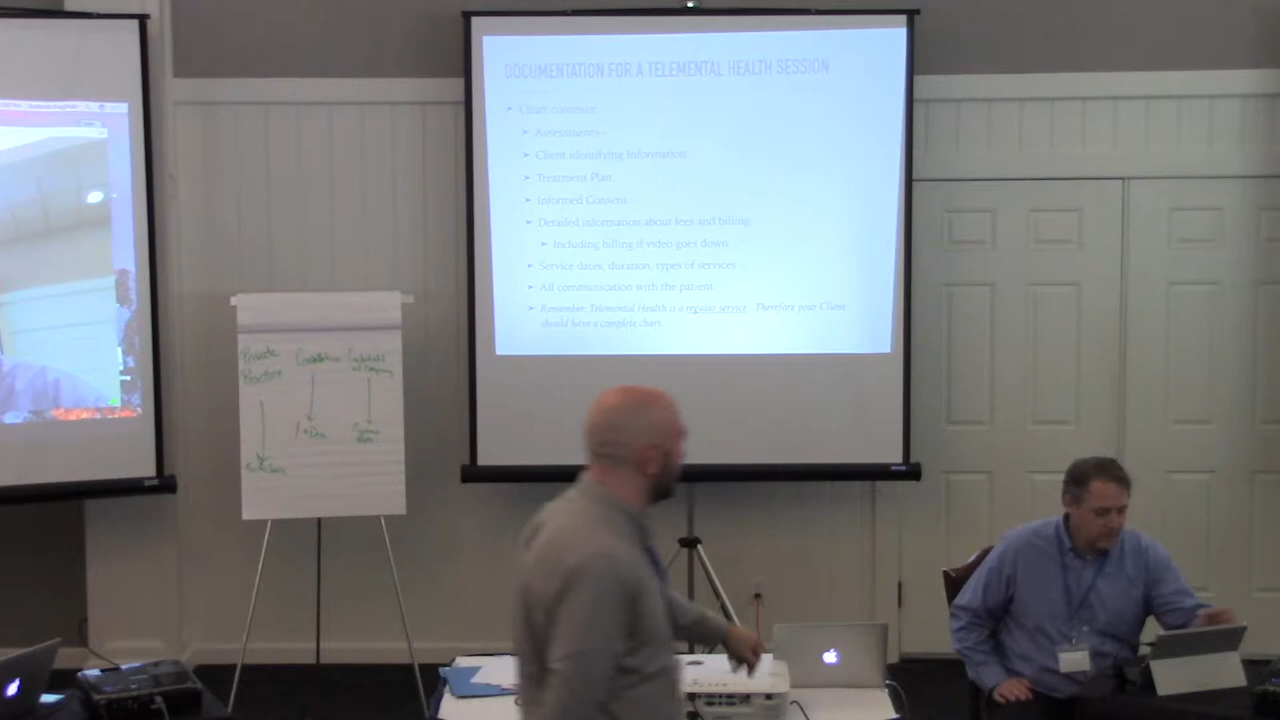 DOCUMENTATION FOR A TELEMENTAL HEALTH SESSION
➤ Chart contents:
➤ Assessments
➤ Client identifying Information
➤ Treatment Plan
➤ Informed Consent
➤ Detailed information about fees and billing
➤ Including billing if video goes down
➤ Service dates, duration, types of services
➤ All communication with the patient
➤ Remember, Telemental Health is a regular service. Therefore your Client
should have a complete chart.
Private
Practice